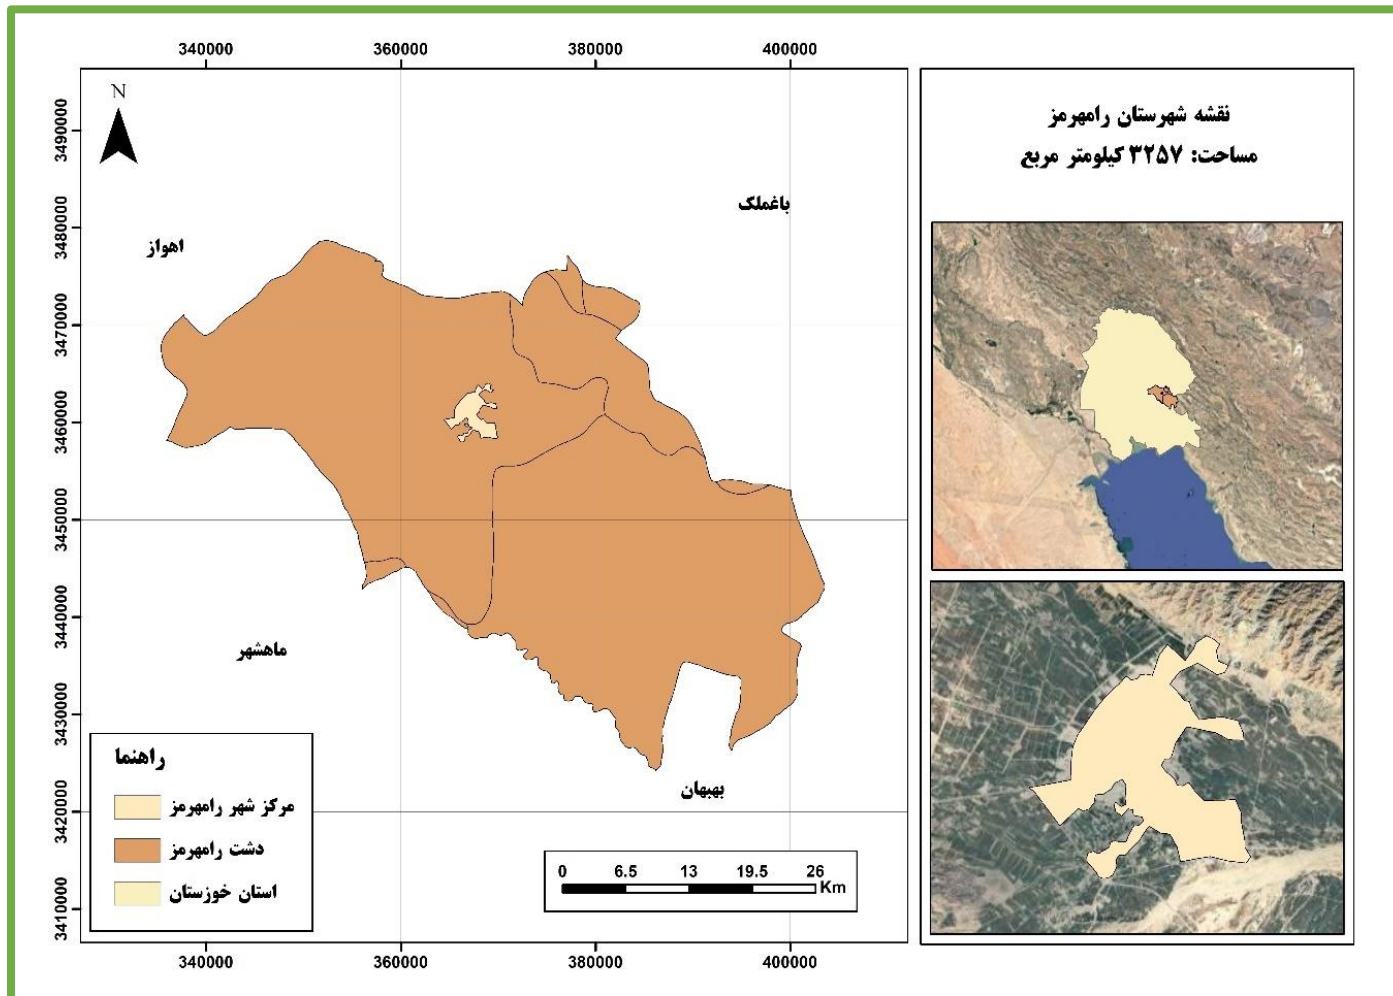 نقشه شهرستان رامهرمز
مساحت: ۳۲۵۷ کیلومتر مربع
340000 360000 380000 400000
N
3490000
3480000
3470000
3460000
3450000
3440000
3430000
3420000
3410000
باغملک
اهواز
ماهشهر
بهبهان
راهنما
مرکز شهر رامهرمز
دشت رامهرمز
استان خوزستان
0 6.5 13 19.5 26
Km
340000 360000 380000 400000